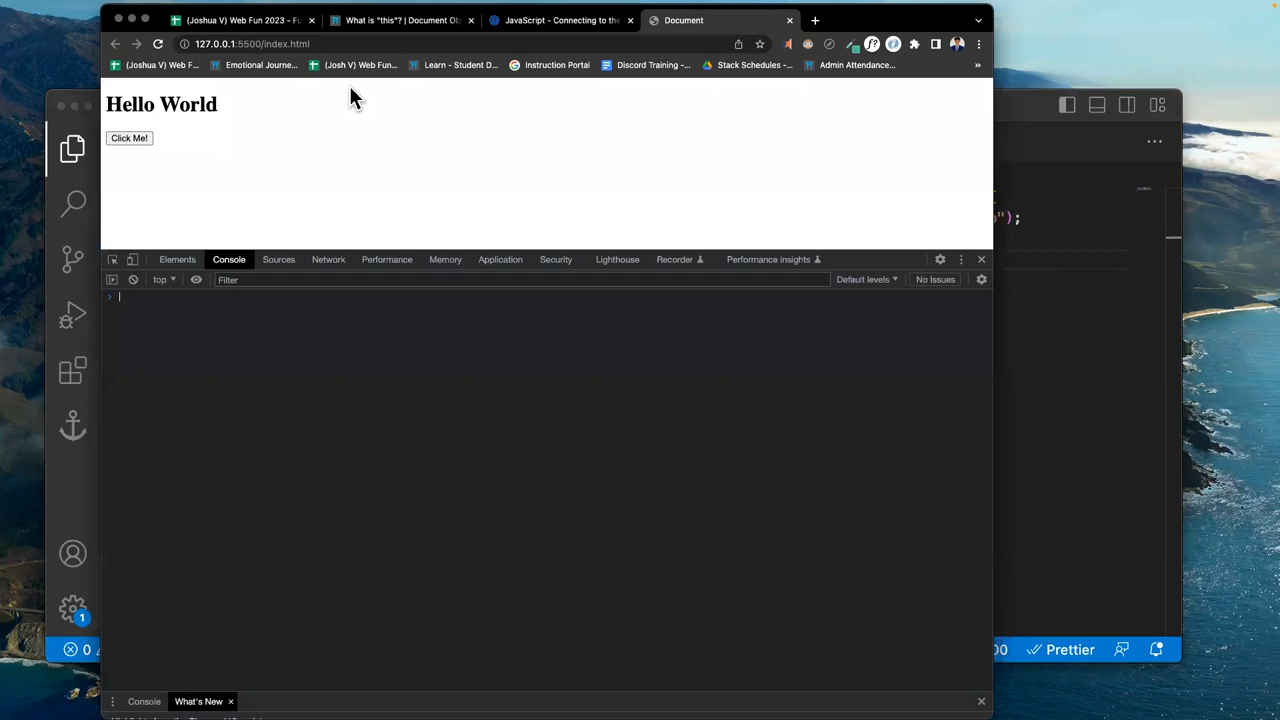 (Joshua V) Web Fun 2023 - Fu
What is "this"? | Document Ob
JavaScript - Connecting to the
Document
127.0.0.1:5500/index.html
(Joshua V) Web F...
Emotional Journe...
(Josh V) Web Fun...
Learn - Student D...
Instruction Portal
Discord Training -...
Stack Schedules -...
Admin Attendance...
»
Hello World
Click Me!
");
Elements
Console
Sources
Network
Performance
Memory
Application
Security
Lighthouse
Recorder
Performance insights
top
Filter
Default levels
No Issues
1
0
00
Prettier
Console
What's New